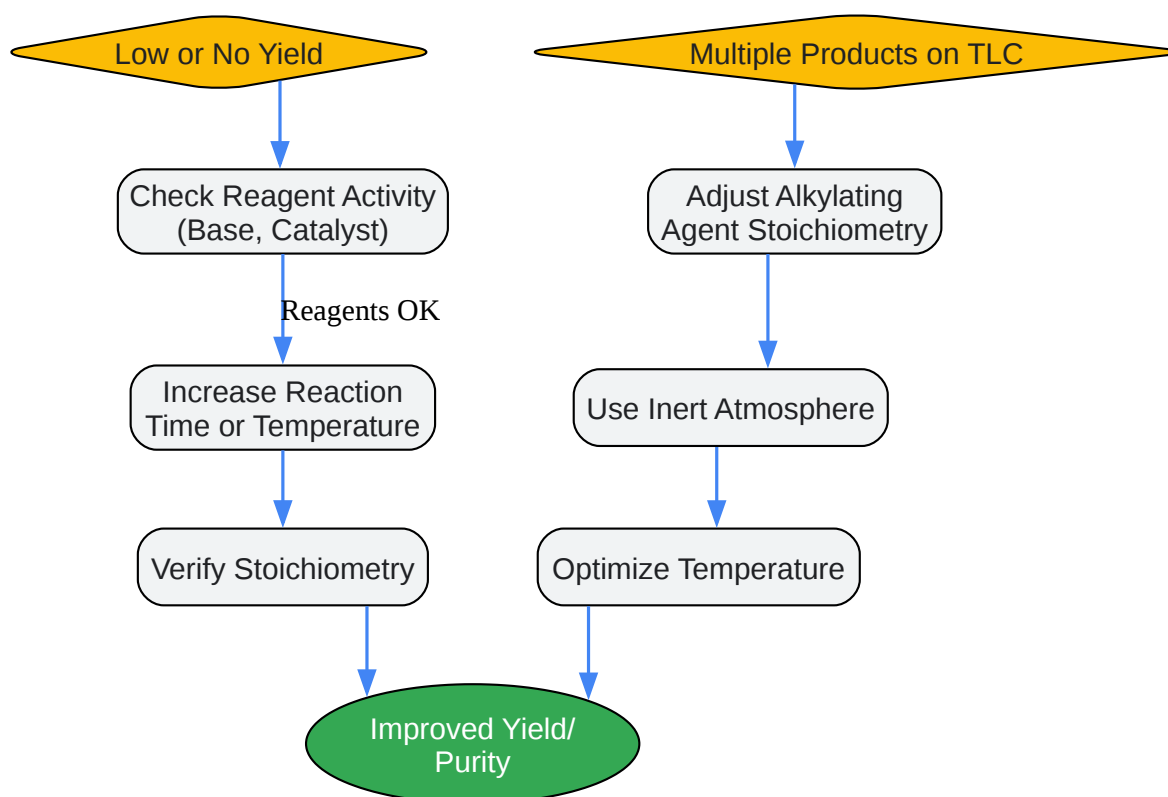 Low or No Yield
Multiple Products on TLC
Check Reagent Activity
(Base, Catalyst)
Adjust Alkylating
Agent Stoichiometry
Reagents OK
Increase Reaction
Time or Temperature
Use Inert Atmosphere
Verify Stoichiometry
Optimize Temperature
Improved Yield/
Purity